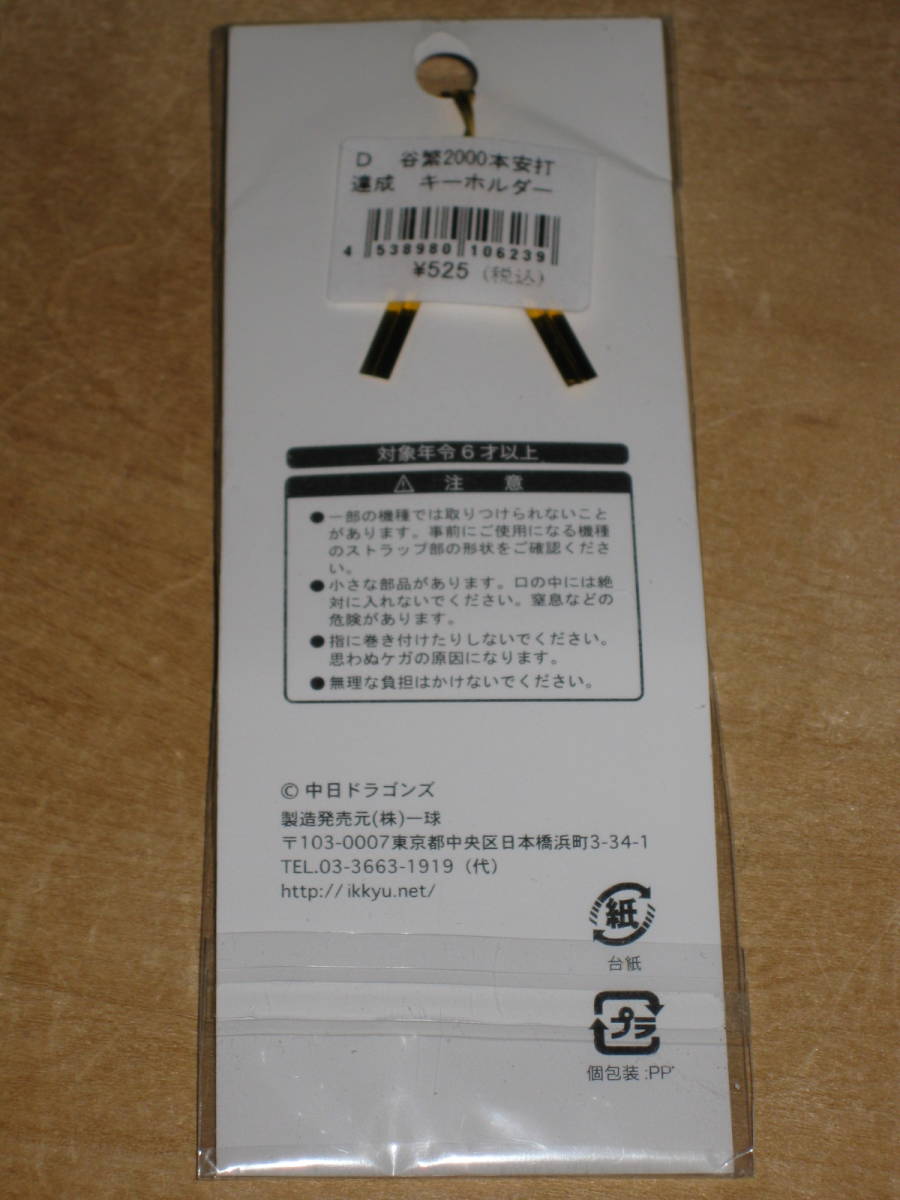 D 谷繁2000本安打
達成 キーホルダー
4 538980 106239
¥525 (税込)
対象年令6才以上
⚠ 注 意
●一部の機種では取りつけられないこと
があります。事前にご使用になる機種
のストラップ部の形状をご確認くださ
い。
●小さな部品があります。口の中には絶
対に入れないでください。窒息などの
危険があります。
●指に巻き付けたりしないでください。
思わぬケガの原因になります。
●無理な負担はかけないでください。
© 中日ドラゴンズ
製造発売元(株)一球
〒103-0007東京都中央区日本橋浜町3-34-1
TEL.03-3663-1919（代）
http://ikkyu.net/
紙
台紙
プラ
個包装:PP